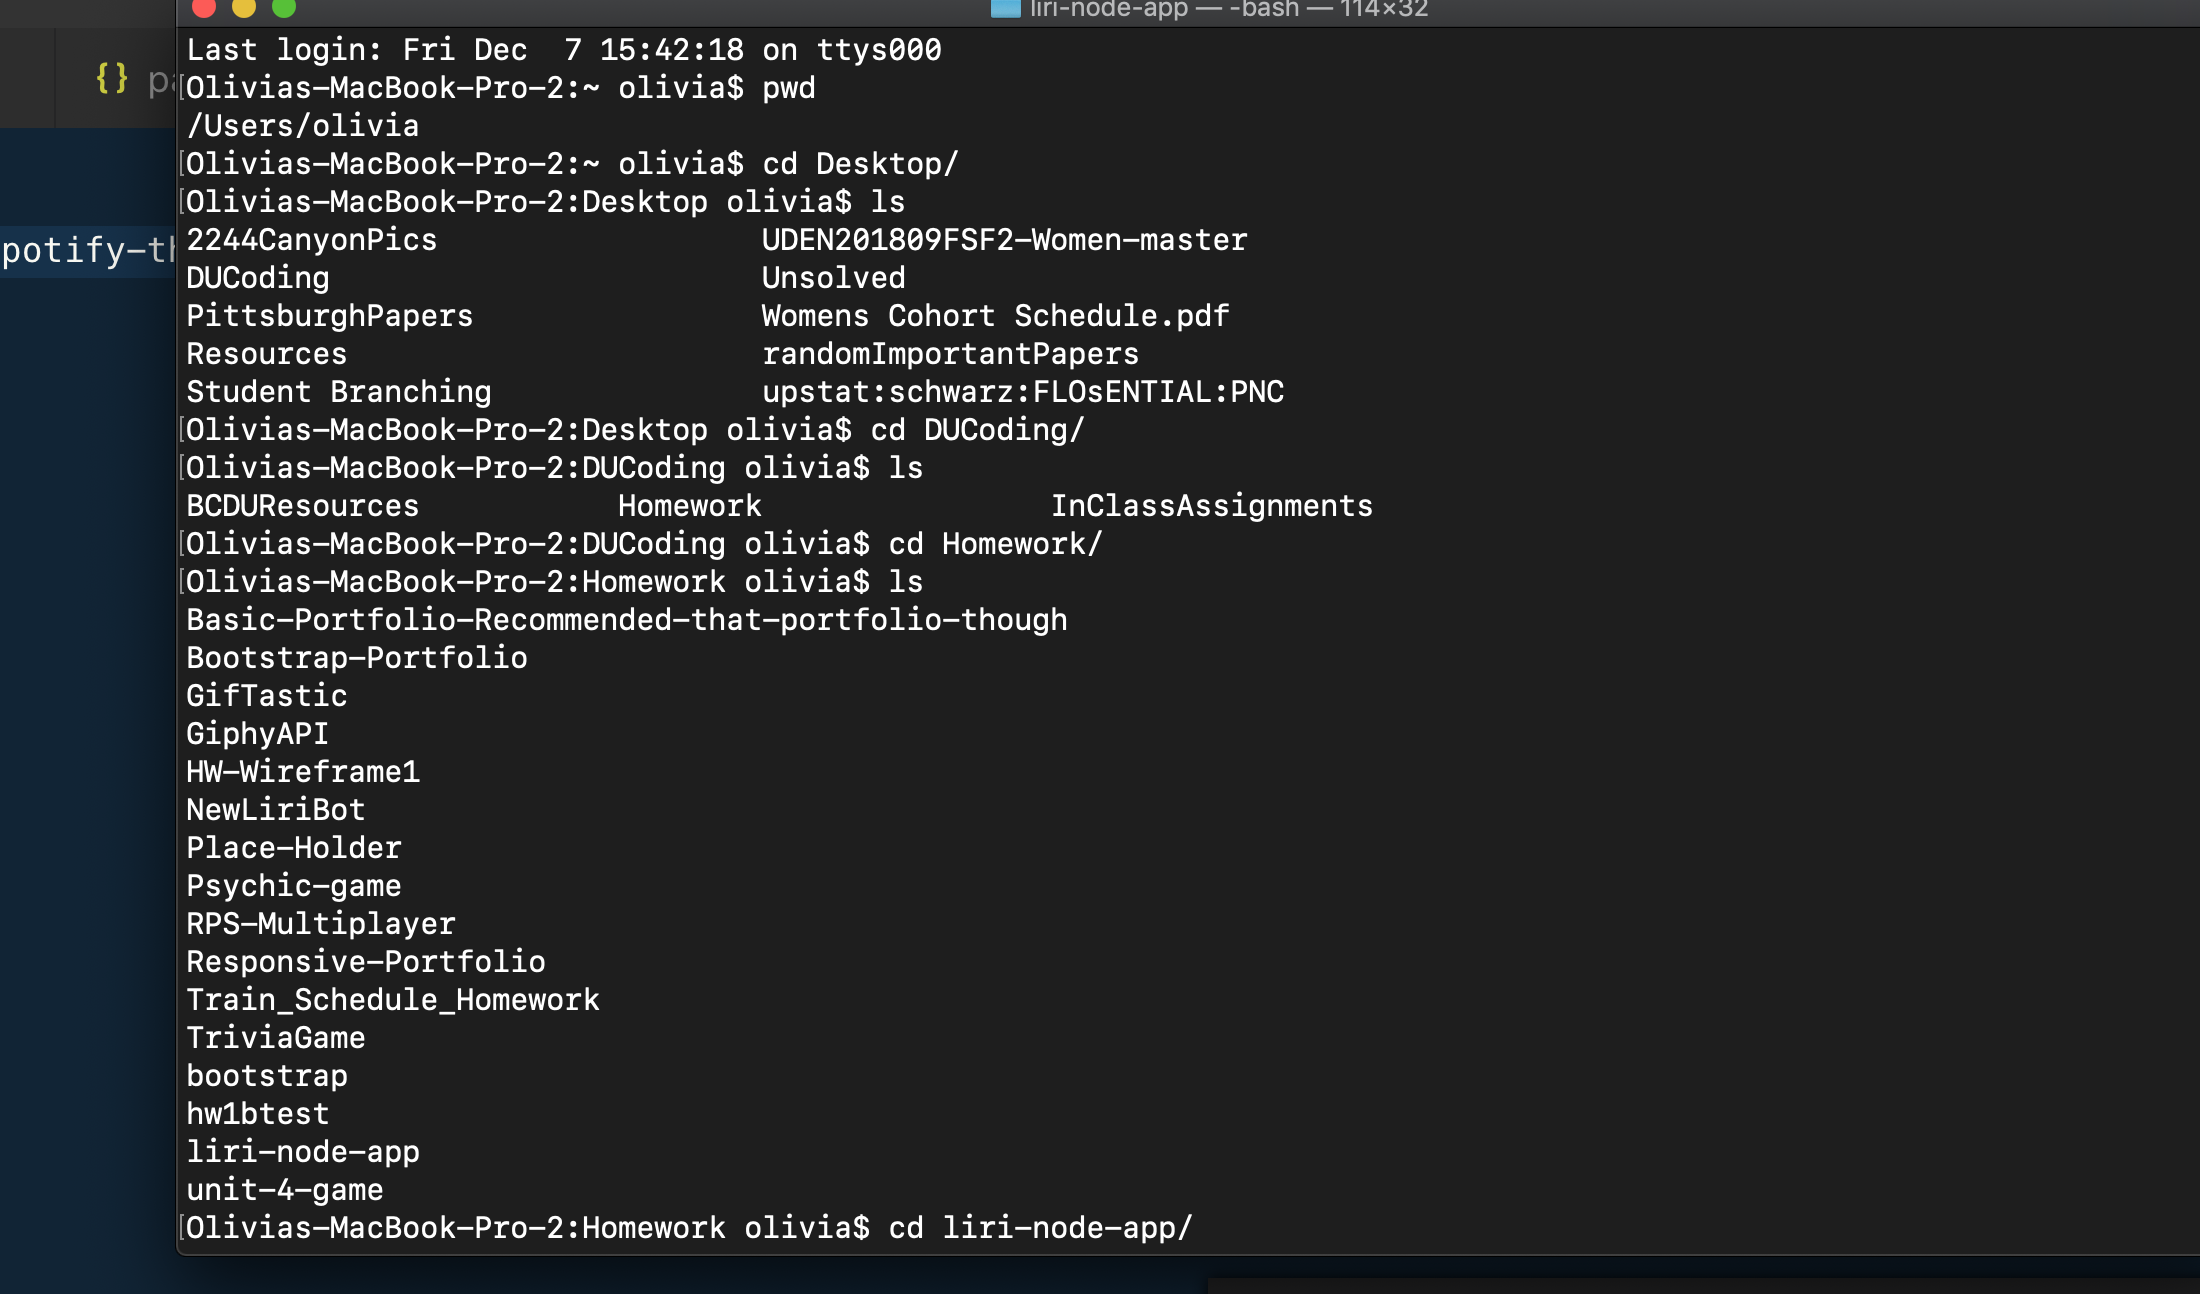 liri-node-app — -bash — 114×32
{} pa
potify-th
Last login: Fri Dec  7 15:42:18 on ttys000
[Olivias-MacBook-Pro-2:~ olivia$ pwd
/Users/olivia
[Olivias-MacBook-Pro-2:~ olivia$ cd Desktop/
[Olivias-MacBook-Pro-2:Desktop olivia$ ls
2244CanyonPics                  UDEN201809FSF2-Women-master
DUCoding                        Unsolved
PittsburghPapers                Womens Cohort Schedule.pdf
Resources                       randomImportantPapers
Student Branching               upstat:schwarz:FLOsENTIAL:PNC
[Olivias-MacBook-Pro-2:Desktop olivia$ cd DUCoding/
[Olivias-MacBook-Pro-2:DUCoding olivia$ ls
BCDUResources           Homework                InClassAssignments
[Olivias-MacBook-Pro-2:DUCoding olivia$ cd Homework/
[Olivias-MacBook-Pro-2:Homework olivia$ ls
Basic-Portfolio-Recommended-that-portfolio-though
Bootstrap-Portfolio
GifTastic
GiphyAPI
HW-Wireframe1
NewLiriBot
Place-Holder
Psychic-game
RPS-Multiplayer
Responsive-Portfolio
Train_Schedule_Homework
TriviaGame
bootstrap
hw1btest
liri-node-app
unit-4-game
[Olivias-MacBook-Pro-2:Homework olivia$ cd liri-node-app/